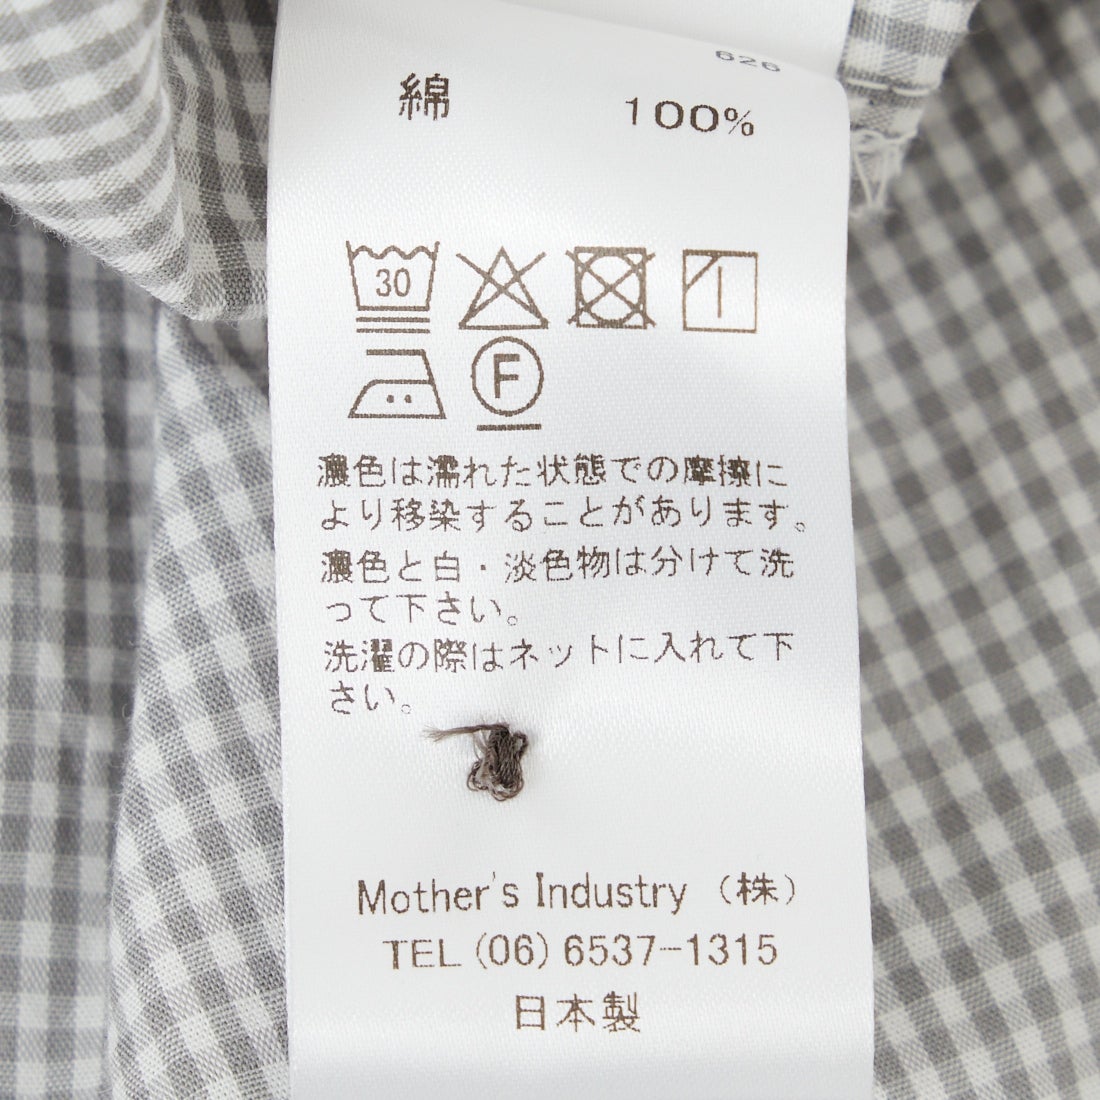 626
綿 100%
30
F
濃色は濡れた状態での摩擦に
より移染することがあります。
濃色と白・淡色物は分けて洗
って下さい。
洗濯の際はネットに入れて下
さい。
Mother's Industry (株)
TEL (06) 6537-1315
日本製